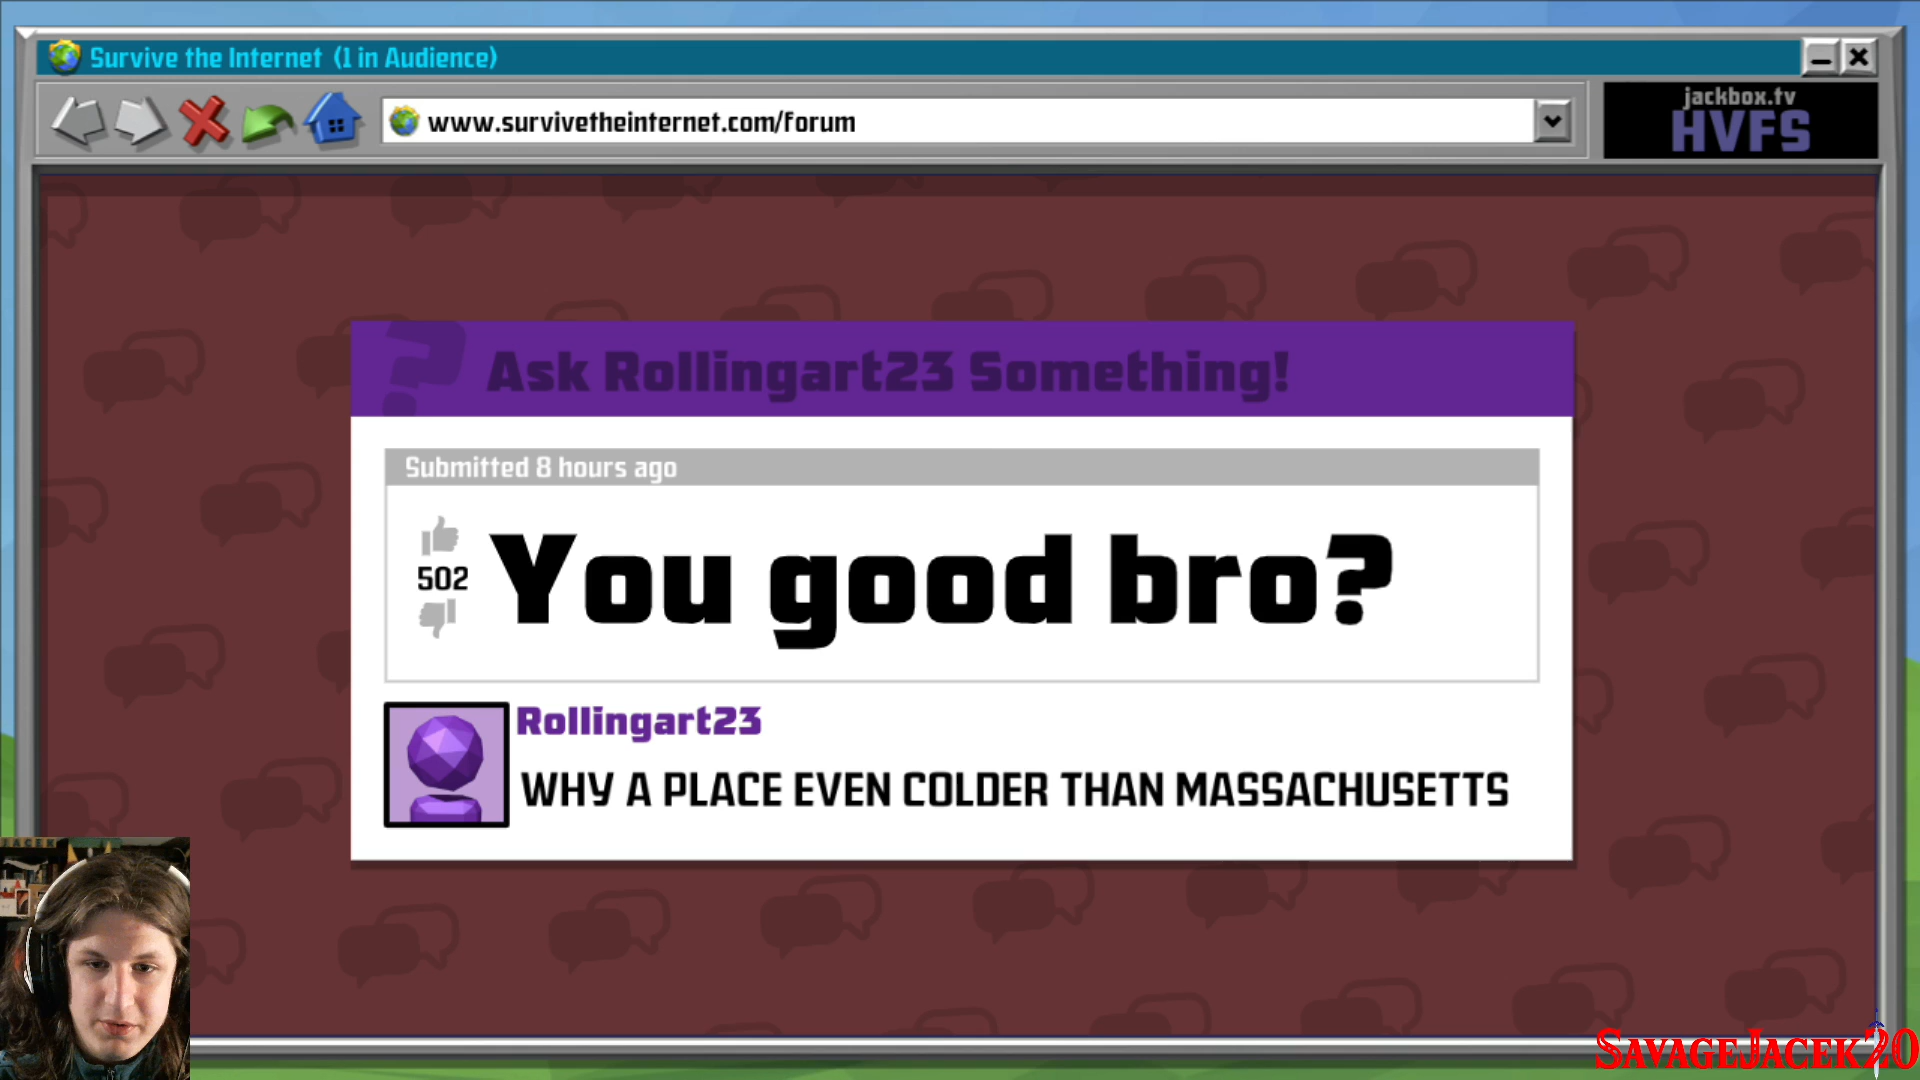 Survive the Internet (1 in Audience)
www.survivetheinternet.com/forum
jackbox.tv
HVFS
Ask Rollingart23 Something!
Submitted 8 hours ago
502
You good bro?
Rollingart23
WHY A PLACE EVEN COLDER THAN MASSACHUSETTS
JACEK
SAVAGEJACEK20